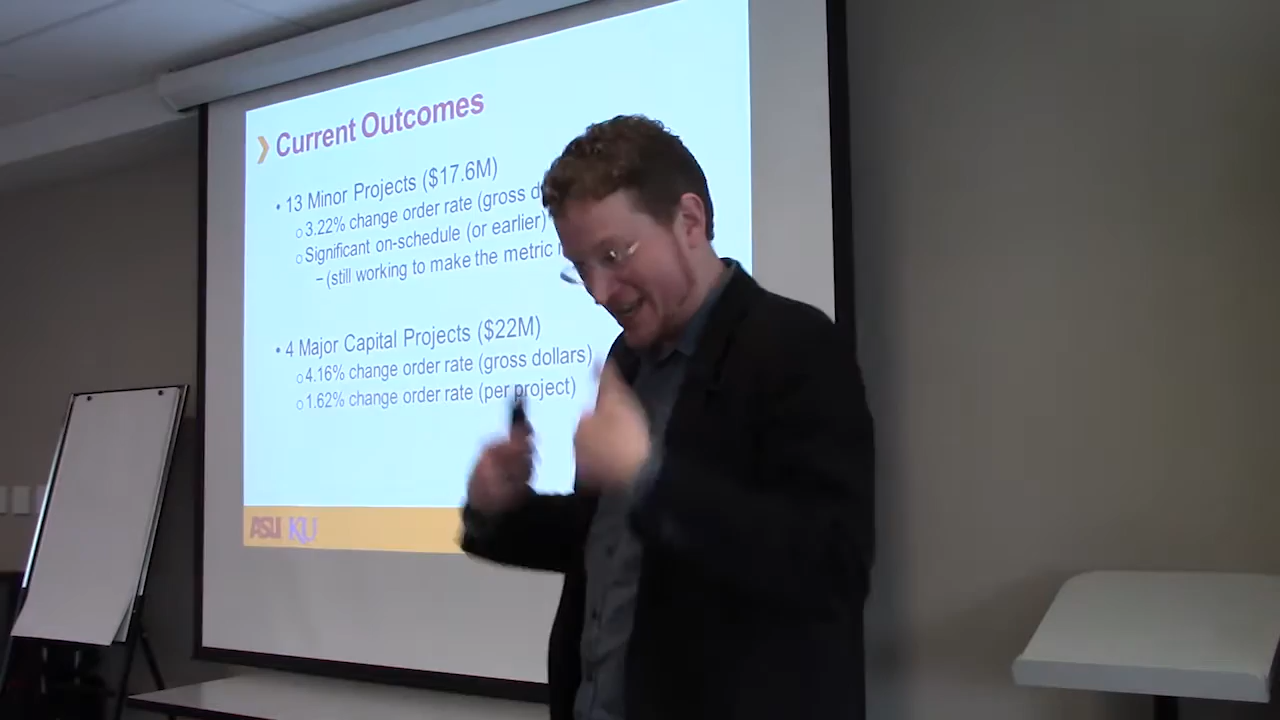 Current Outcomes
• 13 Minor Projects ($17.6M)
o 3.22% change order rate (gross
o Significant on-schedule (or earlier)
– (still working to make the metric
• 4 Major Capital Projects ($22M)
o 4.16% change order rate (gross dollars)
o 1.62% change order rate (per project)
ASU KU